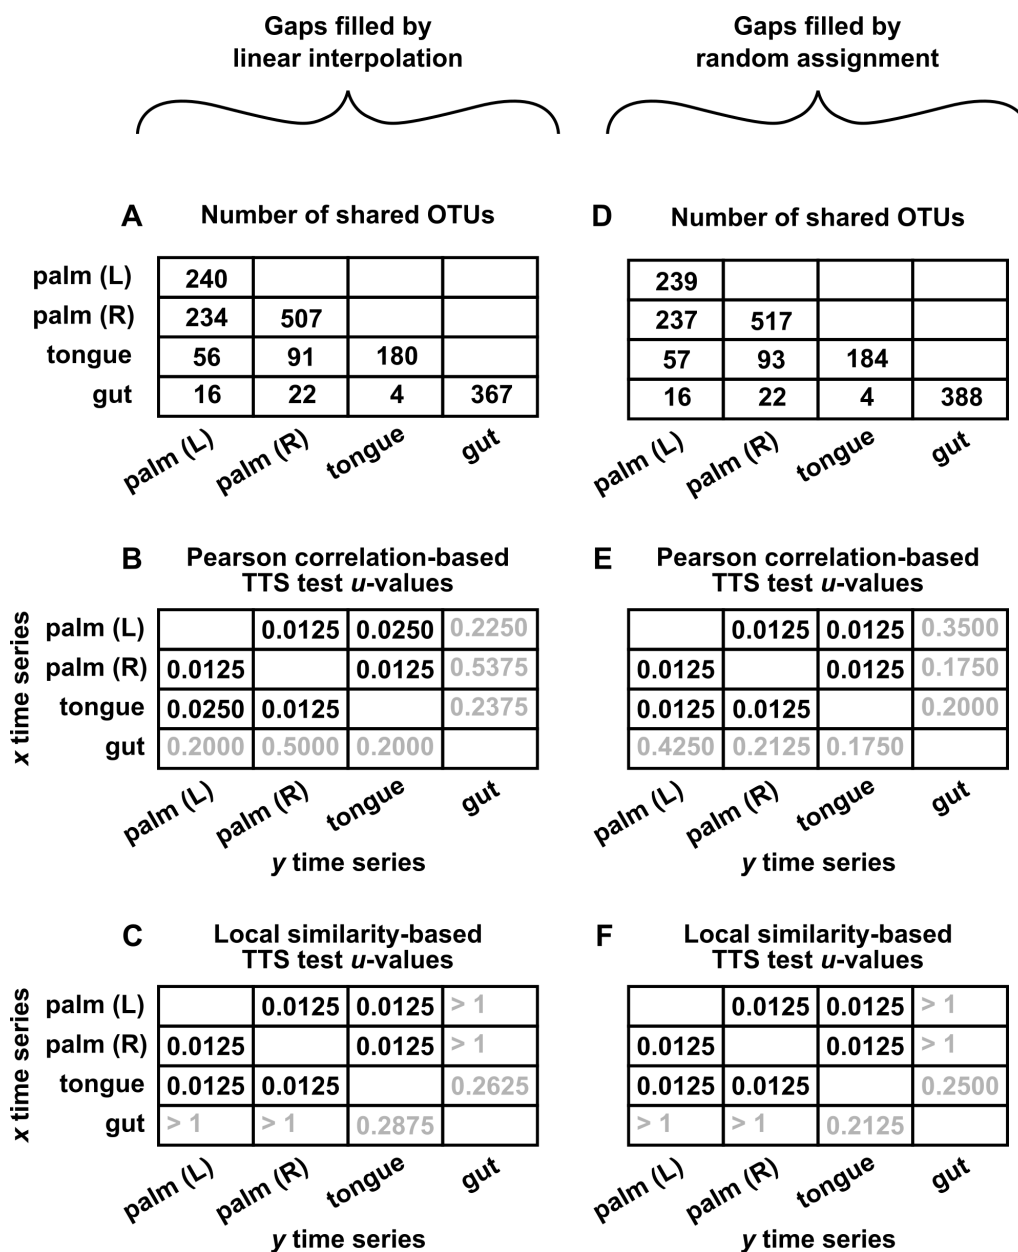 Gaps filled by
linear interpolation
Gaps filled by
random assignment
A Number of shared OTUs
palm (L) 240
palm (R) 234 507
tongue 56 91 180
gut 16 22 4 367
palm (L) palm (R) tongue gut
D Number of shared OTUs
239
237 517
57 93 184
16 22 4 388
palm (L) palm (R) tongue gut
B Pearson correlation-based
TTS test u-values
x time series
palm (L) 0.0125 0.0250 0.2250
palm (R) 0.0125 0.0125 0.5375
tongue 0.0250 0.0125 0.2375
gut 0.2000 0.5000 0.2000
palm (L) palm (R) tongue gut
y time series
E Pearson correlation-based
TTS test u-values
0.0125 0.0125 0.3500
0.0125 0.0125 0.1750
0.0125 0.0125 0.2000
0.4250 0.2125 0.1750
palm (L) palm (R) tongue gut
y time series
C Local similarity-based
TTS test u-values
x time series
palm (L) 0.0125 0.0125 > 1
palm (R) 0.0125 0.0125 > 1
tongue 0.0125 0.0125 0.2625
gut > 1 > 1 0.2875
palm (L) palm (R) tongue gut
y time series
F Local similarity-based
TTS test u-values
0.0125 0.0125 > 1
0.0125 0.0125 > 1
0.0125 0.0125 0.2500
> 1 > 1 0.2125
palm (L) palm (R) tongue gut
y time series